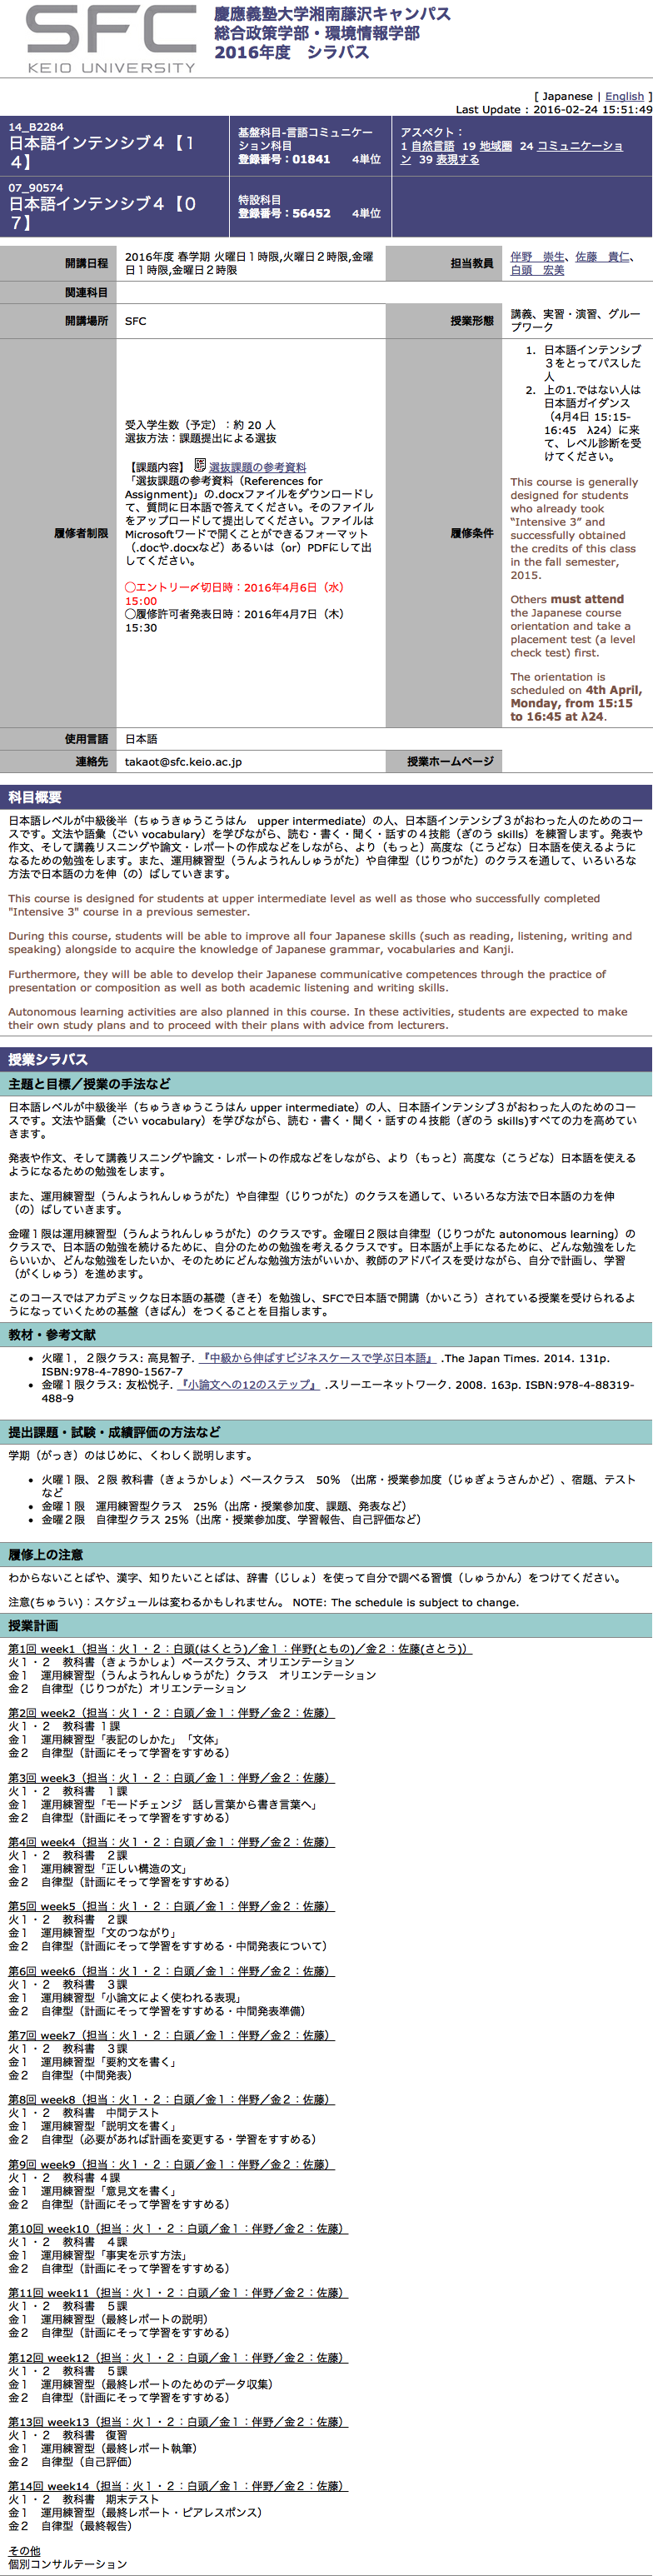 SFC
KEIO UNIVERSITY
慶應義塾大学湘南藤沢キャンパス
総合政策学部・環境情報学部
2016年度　シラバス
[ Japanese | English ]
Last Update : 2016-02-24 15:51:49
14_B2284
日本語インテンシブ４【１
４】
基盤科目-言語コミュニケー
ション科目
登録番号：01841　　4単位
アスペクト：
1 自然言語 19 地域圏 24 コミュニケーショ
ン 39 表現する
07_90574
日本語インテンシブ４【０
７】
特設科目
登録番号：56452　　4単位
開講日程
2016年度 春学期 火曜日１時限,火曜日２時限,金曜
日１時限,金曜日２時限
担当教員
伴野　崇生、佐藤　貴仁、
白頭　宏美
関連科目
開講場所
SFC
授業形態
講義、実習・演習、グルー
プワーク
履修者制限
受入学生数（予定）：約 20 人
選抜方法：課題提出による選抜
【課題内容】 選抜課題の参考資料
「選抜課題の参考資料（References for
Assignment)」の.docxファイルをダウンロードし
て、質問に日本語で答えてください。そのファイル
をアップロードして提出してください。ファイルは
Microsoftワードで開くことができるフォーマット
（.docや.docxなど）あるいは（or）PDFにして出
してください。
◯エントリー〆切日時：2016年4月6日（水）
15:00
◯履修許可者発表日時：2016年4月7日（木）
15:30
履修条件
1. 日本語インテンシブ
３をとってパスした
人
2. 上の1.ではない人は
日本語ガイダンス
（4月4日 15:15-
16:45　λ24）に来
て、レベル診断を受
けてください。
This course is generally
designed for students
who already took
“Intensive 3” and
successfully obtained
the credits of this class
in the fall semester,
2015.
Others must attend
the Japanese course
orientation and take a
placement test (a level
check test) first.
The orientation is
scheduled on 4th April,
Monday, from 15:15
to 16:45 at λ24.
使用言語
日本語
連絡先
takaot@sfc.keio.ac.jp
授業ホームページ
科目概要
日本語レベルが中級後半（ちゅうきゅうこうはん　upper intermediate）の人、日本語インテンシブ３がおわった人のためのコー
スです。文法や語彙（ごい vocabulary）を学びながら、読む・書く・聞く・話すの４技能（ぎのう skills）を練習します。発表や
作文、そして講義リスニングや論文・レポートの作成などをしながら、より（もっと）高度な（こうどな）日本語を使えるように
なるための勉強をします。また、運用練習型（うんようれんしゅうがた）や自律型（じりつがた）のクラスを通して、いろいろな
方法で日本語の力を伸（の）ばしていきます。
This course is designed for students at upper intermediate level as well as those who successfully completed
"Intensive 3" course in a previous semester.
During this course, students will be able to improve all four Japanese skills (such as reading, listening, writing and
speaking) alongside to acquire the knowledge of Japanese grammar, vocabularies and Kanji.
Furthermore, they will be able to develop their Japanese communicative competences through the practice of
presentation or composition as well as both academic listening and writing skills.
Autonomous learning activities are also planned in this course. In these activities, students are expected to make
their own study plans and to proceed with their plans with advice from lecturers.
授業シラバス
主題と目標／授業の手法など
日本語レベルが中級後半（ちゅうきゅうこうはん upper intermediate）の人、日本語インテンシブ３がおわった人のためのコー
スです。文法や語彙（ごい vocabulary）を学びながら、読む・書く・聞く・話すの４技能（ぎのう skills)すべての力を高めてい
きます。
発表や作文、そして講義リスニングや論文・レポートの作成などをしながら、より（もっと）高度な（こうどな）日本語を使える
ようになるための勉強をします。
また、運用練習型（うんようれんしゅうがた）や自律型（じりつがた）のクラスを通して、いろいろな方法で日本語の力を伸
（の）ばしていきます。
金曜１限は運用練習型（うんようれんしゅうがた）のクラスです。金曜日２限は自律型（じりつがた autonomous learning）の
クラスで、日本語の勉強を続けるために、自分のための勉強を考えるクラスです。日本語が上手になるために、どんな勉強をした
らいいか、どんな勉強をしたいか、そのためにどんな勉強方法がいいか、教師のアドバイスを受けながら、自分で計画し、学習
（がくしゅう）を進めます。
このコースではアカデミックな日本語の基礎（きそ）を勉強し、SFCで日本語で開講（かいこう）されている授業を受けられるよ
うになっていくための基盤（きばん）をつくることを目指します。
教材・参考文献
• 火曜１，２限クラス: 高見智子. 『中級から伸ばすビジネスケースで学ぶ日本語』 .The Japan Times. 2014. 131p.
ISBN:978-4-7890-1567-7
• 金曜１限クラス: 友松悦子. 『小論文への12のステップ』 .スリーエーネットワーク. 2008. 163p. ISBN:978-4-88319-
488-9
提出課題・試験・成績評価の方法など
学期（がっき）のはじめに、くわしく説明します。
• 火曜１限、２限 教科書（きょうかしょ）ベースクラス　50%（出席・授業参加度（じゅぎょうさんかど）、宿題、テスト
など
• 金曜１限　運用練習型クラス　25%（出席・授業参加度、課題、発表など）
• 金曜２限　自律型クラス 25%（出席・授業参加度、学習報告、自己評価など）
履修上の注意
わからないことばや、漢字、知りたいことばは、辞書（じしょ）を使って自分で調べる習慣（しゅうかん）をつけてください。
注意(ちゅうい)：スケジュールは変わるかもしれません。 NOTE: The schedule is subject to change.
授業計画
第1回 week1（担当：火１・２：白頭(はくとう)／金１：伴野(ともの)／金２：佐藤(さとう)）
火１・２　教科書（きょうかしょ）ベースクラス、オリエンテーション
金１　運用練習型（うんようれんしゅうがた）クラス　オリエンテーション
金２　自律型（じりつがた）オリエンテーション
第2回 week2（担当：火１・２：白頭／金１：伴野／金２：佐藤）
火１・２　教科書 １課
金１　運用練習型「表記のしかた」「文体」
金２　自律型（計画にそって学習をすすめる）
第3回 week3（担当：火１・２：白頭／金１：伴野／金２：佐藤）
火１・２　教科書　１課
金１　運用練習型「モードチェンジ　話し言葉から書き言葉へ」
金２　自律型（計画にそって学習をすすめる）
第4回 week4（担当：火１・２：白頭／金１：伴野／金２：佐藤）
火１・２　教科書　２課
金１　運用練習型「正しい構造の文」
金２　自律型（計画にそって学習をすすめる）
第5回 week5（担当：火１・２：白頭／金１：伴野／金２：佐藤）
火１・２　教科書　２課
金１　運用練習型「文のつながり」
金２　自律型（計画にそって学習をすすめる・中間発表について）
第6回 week6（担当：火１・２：白頭／金１：伴野／金２：佐藤）
火１・２　教科書　３課
金１　運用練習型「小論文によく使われる表現」
金２　自律型（計画にそって学習をすすめる・中間発表準備）
第7回 week7（担当：火１・２：白頭／金１：伴野／金２：佐藤）
火１・２　教科書　３課
金１　運用練習型「要約文を書く」
金２　自律型（中間発表）
第8回 week8（担当：火１・２：白頭／金１：伴野／金２：佐藤）
火１・２　教科書　中間テスト
金１　運用練習型「説明文を書く」
金２　自律型（必要があれば計画を変更する・学習をすすめる）
第9回 week9（担当：火１・２：白頭／金１：伴野／金２：佐藤）
火１・２　教科書 ４課
金１　運用練習型「意見文を書く」
金２　自律型（計画にそって学習をすすめる）
第10回 week10（担当：火１・２：白頭／金１：伴野／金２：佐藤）
火１・２　教科書　４課
金１　運用練習型「事実を示す方法」
金２　自律型（計画にそって学習をすすめる）
第11回 week11（担当：火１・２：白頭／金１：伴野／金２：佐藤）
火１・２　教科書　５課
金１　運用練習型（最終レポートの説明）
金２　自律型（計画にそって学習をすすめる）
第12回 week12（担当：火１・２：白頭／金１：伴野／金２：佐藤）
火１・２　教科書　５課
金１　運用練習型（最終レポートのためのデータ収集）
金２　自律型（計画にそって学習をすすめる）
第13回 week13（担当：火１・２：白頭／金１：伴野／金２：佐藤）
火１・２　教科書　復習
金１　運用練習型（最終レポート執筆）
金２　自律型（自己評価）
第14回 week14（担当：火１・２：白頭／金１：伴野／金２：佐藤）
火１・２　教科書　期末テスト
金１　運用練習型（最終レポート・ピアレスポンス）
金２　自律型（最終報告）
その他
個別コンサルテーション